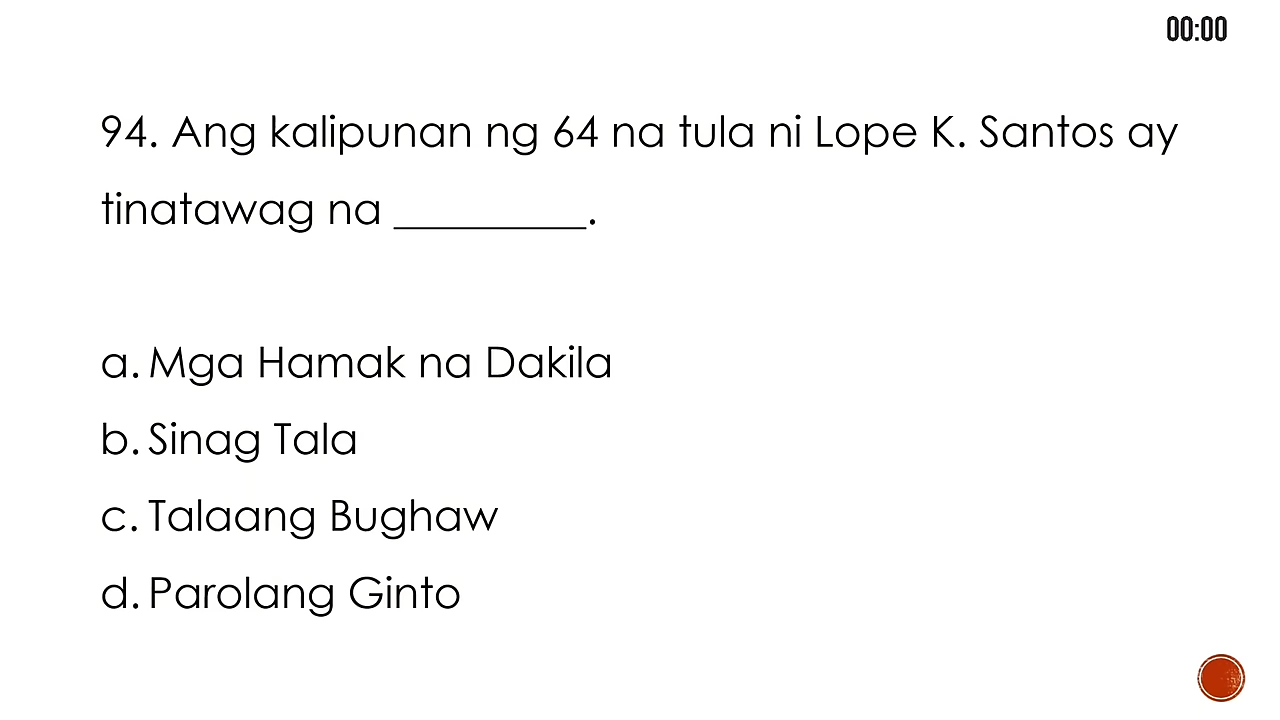 00:00
94. Ang kalipunan ng 64 na tula ni Lope K. Santos ay
tinatawag na _________.
a. Mga Hamak na Dakila
b. Sinag Tala
c. Talaang Bughaw
d. Parolang Ginto